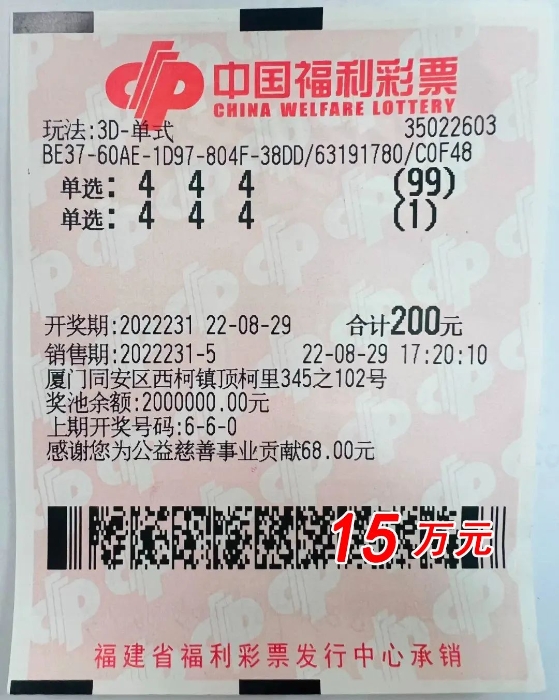 中国福利彩票
CHINA WELFARE LOTTERY
玩法:3D-单式 35022603
BE37-60AE-1D97-804F-38DD/63191780/C0F48
单选: 4 4 4 (99)
单选: 4 4 4 (1)
开奖期:2022231 22-08-29 合计200元
销售期:2022231-5 22-08-29 17:20:10
厦门同安区西柯镇顶柯里345之102号
奖池余额:2000000.00元
上期开奖号码:6-6-0
感谢您为公益慈善事业贡献68.00元
15万元
福建省福利彩票发行中心承销